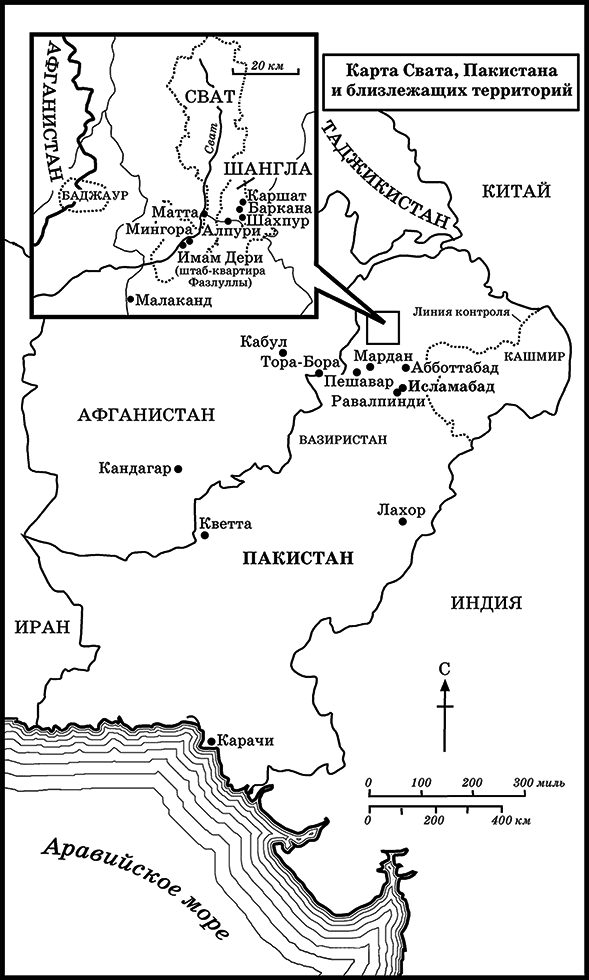 Карта Свата, Пакистана
и близлежащих территорий
20 км
АФГАНИСТАН
СВАТ
Сват
ШАНГЛА
БАДЖАУР
Каршат
Баркана
Шахпур
Матта
Мингора
Алпури
Имам Дери
(штаб-квартира
Фазлуллы)
Малаканд
ТАДЖИКИСТАН
КИТАЙ
Линия контроля
КАШМИР
Кабул
Тора-Бора
Мардан
Абботтабад
Пешавар
Исламабад
Равалпинди
АФГАНИСТАН
ВАЗИРИСТАН
Кандагар
Кветта
Лахор
ПАКИСТАН
ИНДИЯ
ИРАН
С
Карачи
0 100 200 300 миль
0 200 400 км
Аравийское море